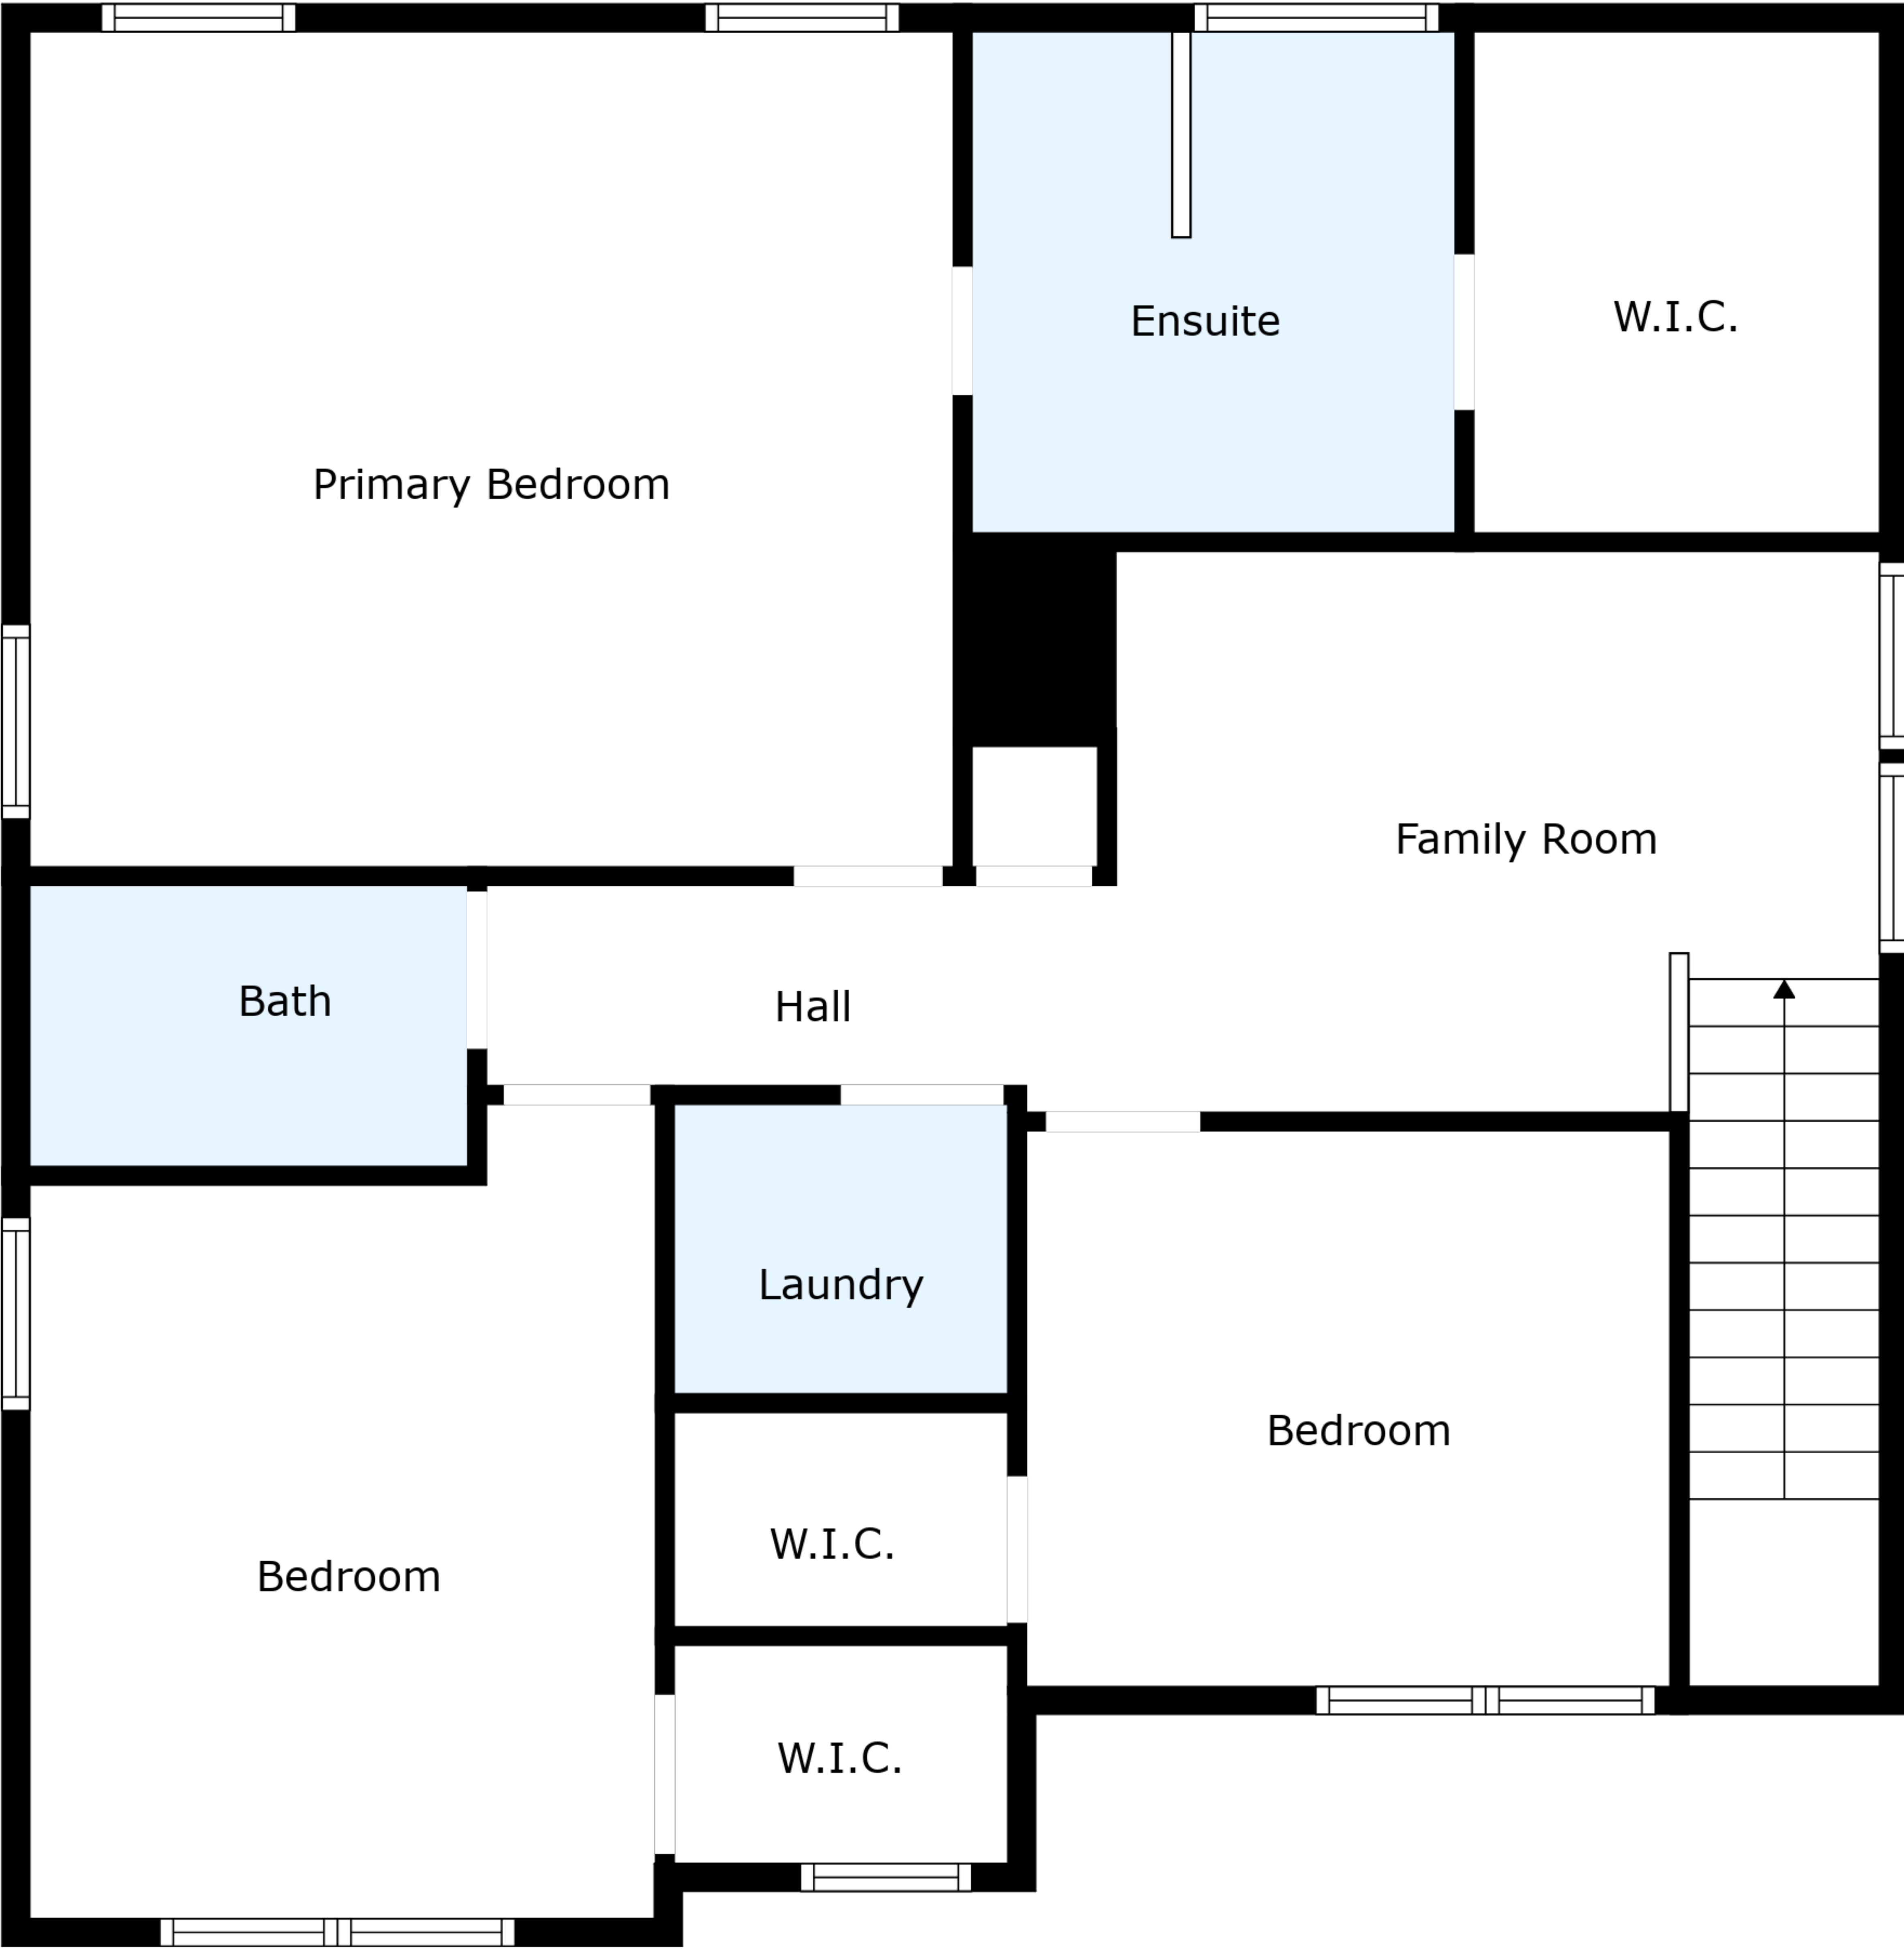 Ensuite
W.I.C.
Primary Bedroom
Family Room
Bath
Hall
Laundry
Bedroom
W.I.C.
Bedroom
W.I.C.